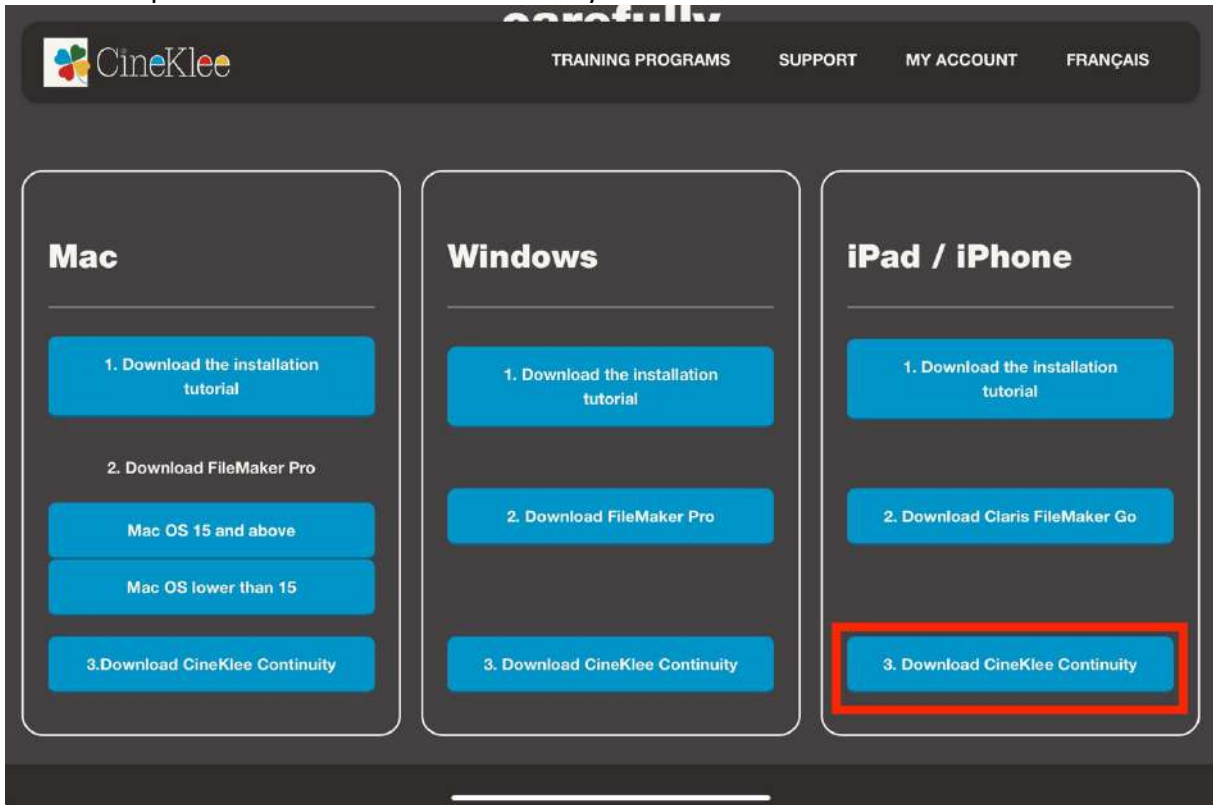 carefully
CineKlee
TRAINING PROGRAMS SUPPORT MY ACCOUNT FRANÇAIS
Mac
1. Download the installation
tutorial
2. Download FileMaker Pro
Mac OS 15 and above
Mac OS lower than 15
3.Download CineKlee Continuity
Windows
1. Download the installation
tutorial
2. Download FileMaker Pro
3. Download CineKlee Continuity
iPad / iPhone
1. Download the installation
tutorial
2. Download Claris FileMaker Go
3. Download CineKlee Continuity